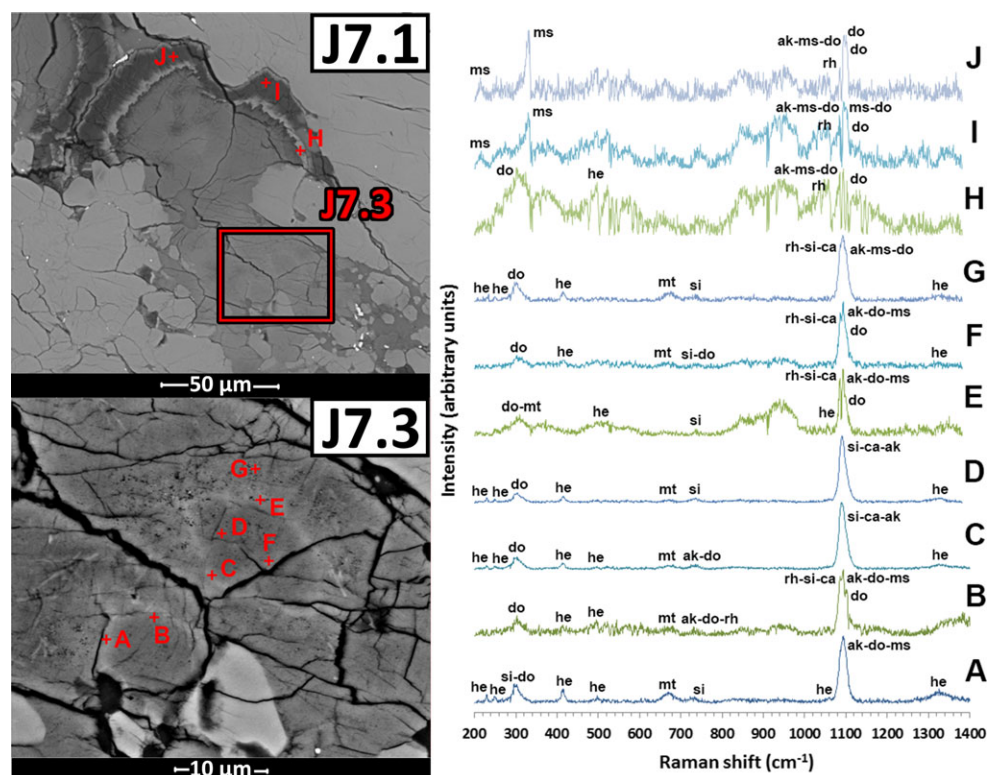 J7.1
J
I
H
J7.3
50 µm
J7.3
G
E
D
F
C
A
B
10 µm
Intensity (arbitrary units)
ms
ms
ak-ms-do
do
do
rh
J
ms
ms
ak-ms-do
ms-do
rh
do
I
do
he
ak-ms-do
rh
do
H
rh-si-ca
ak-ms-do
he
he
do
he
mt
si
he
G
rh-si-ca
ak-do-ms
do
do
he
mt
si-do
he
F
rh-si-ca
ak-do-ms
do
do-mt
he
si
he
E
si-ca-ak
he
he
do
he
mt
si
he
D
si-ca-ak
he
he
do
he
he
mt
ak-do
he
C
rh-si-ca
ak-do-ms
do
do
he
he
mt
ak-do-rh
B
ak-do-ms
he
he
si-do
he
he
mt
si
he
he
A
200 300 400 500 600 700 800 900 1000 1100 1200 1300 1400
Raman shift (cm⁻¹)